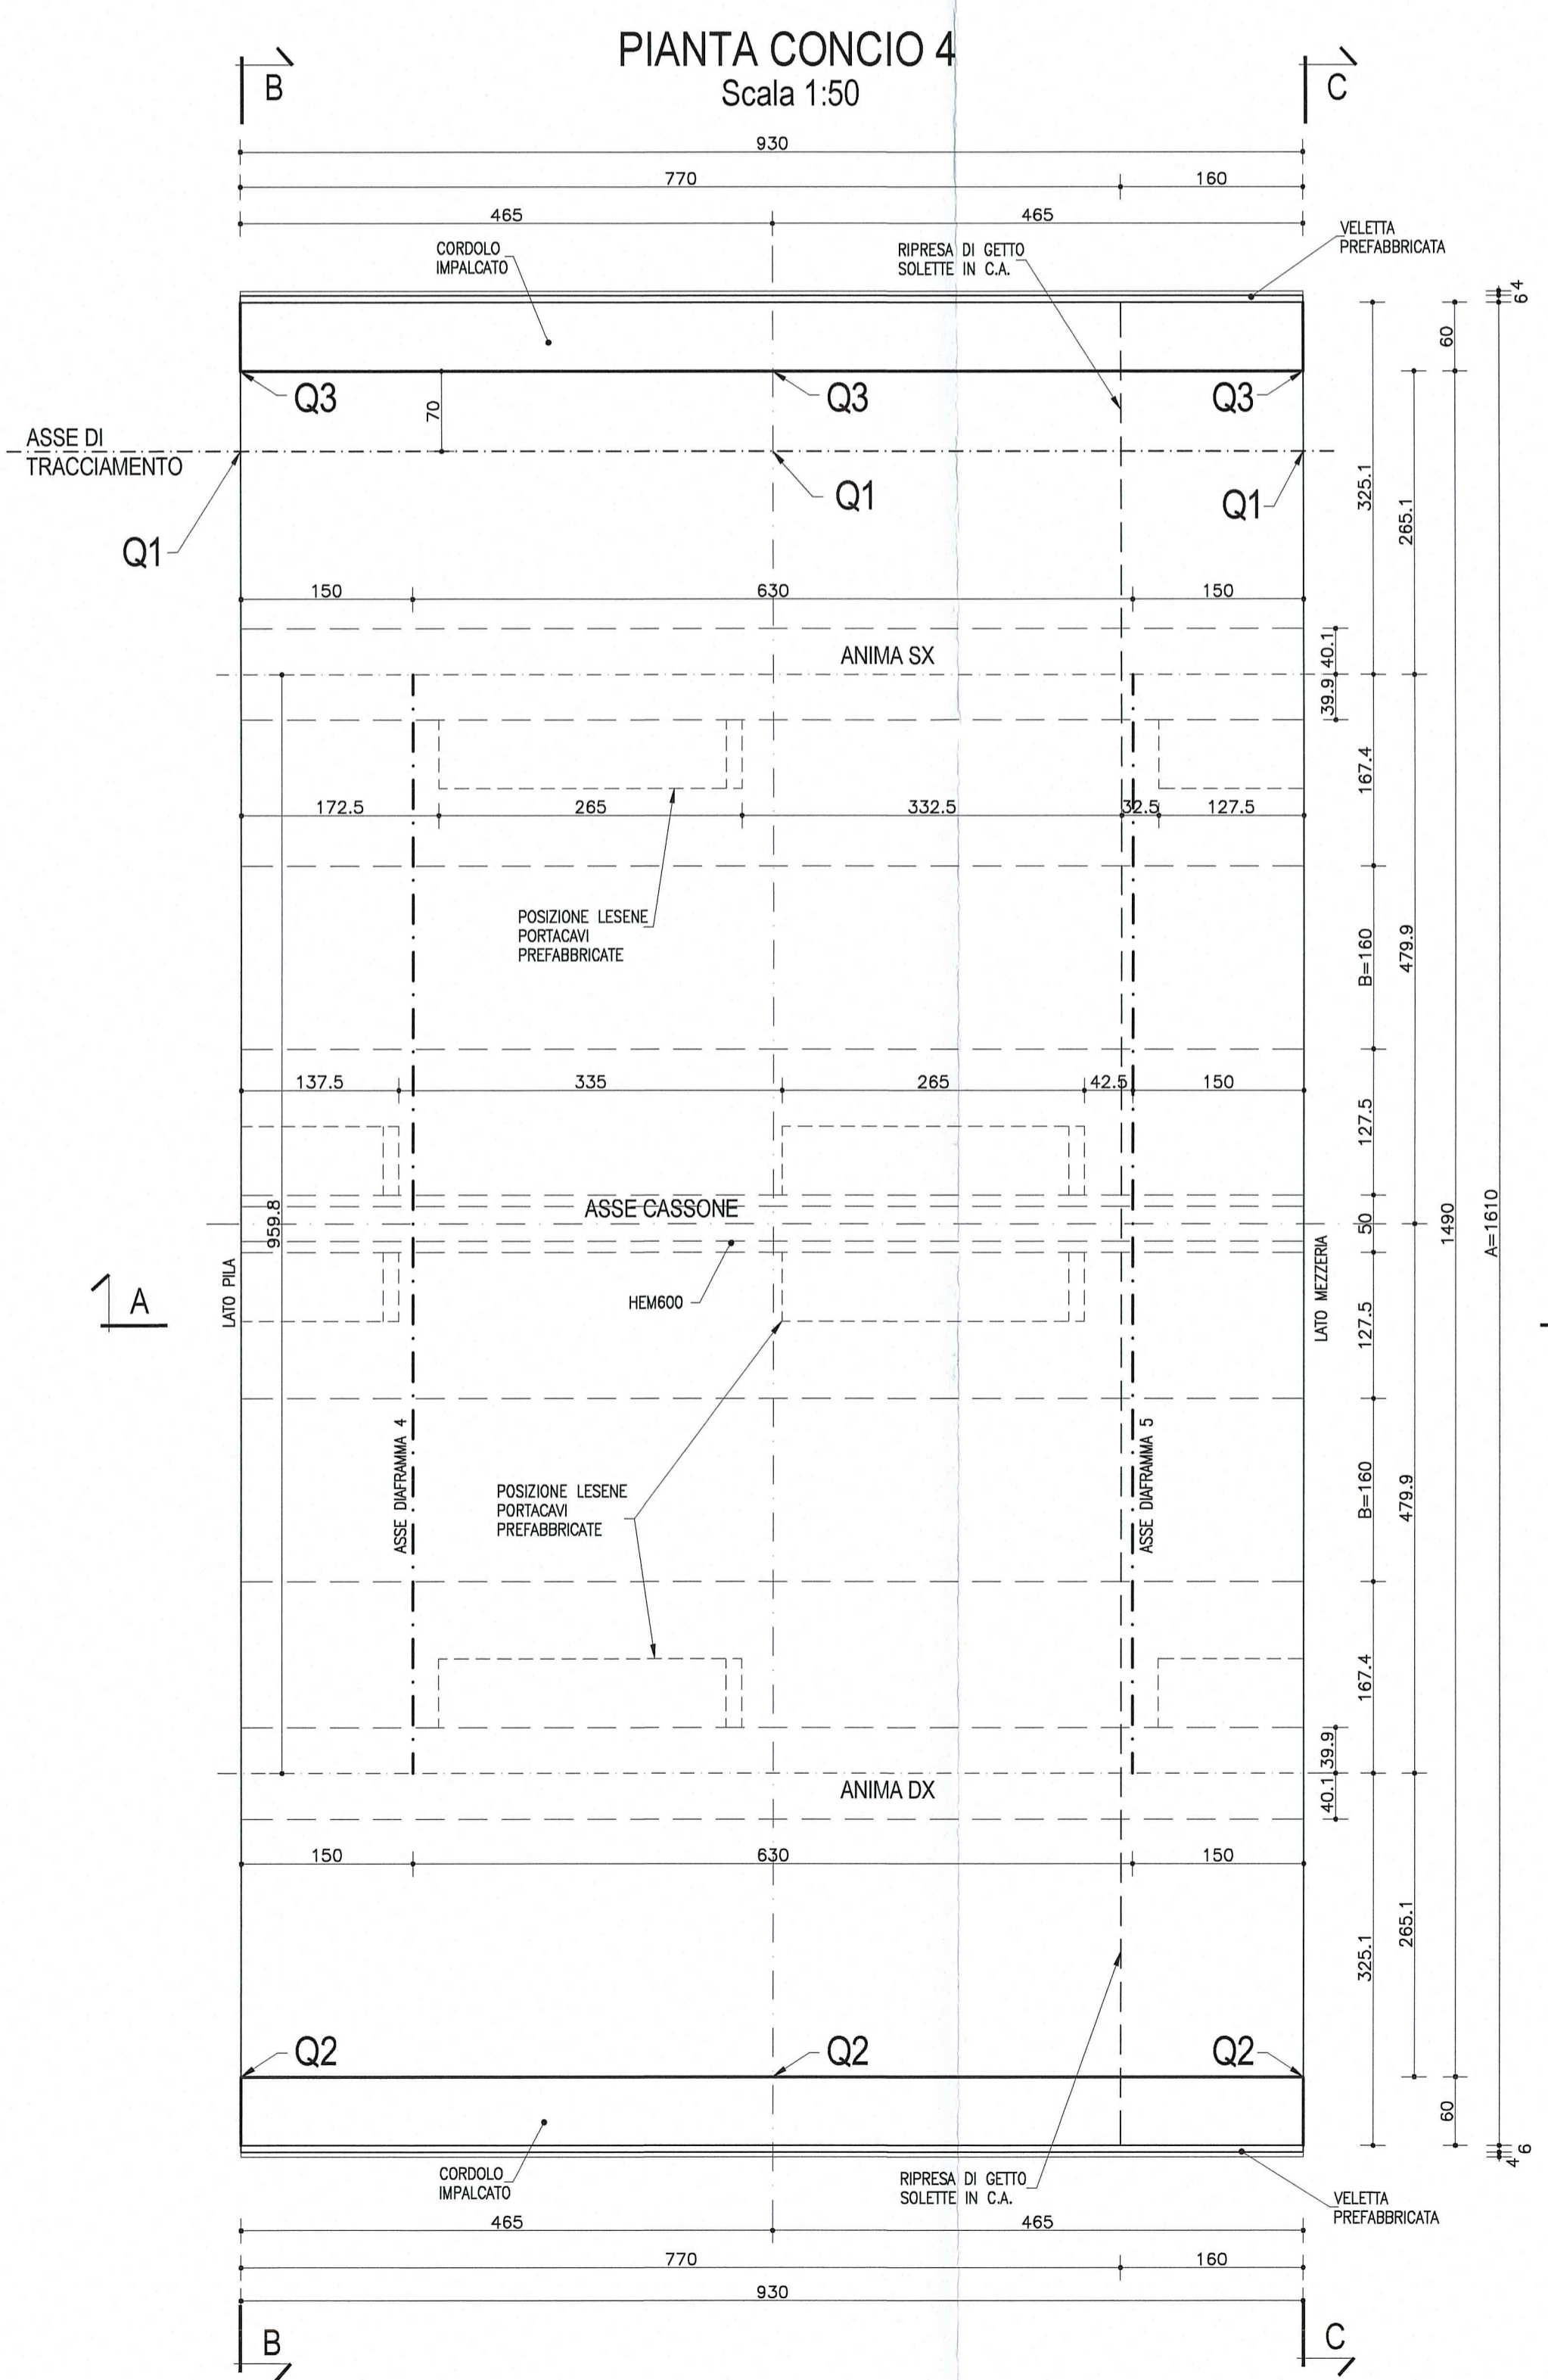 PIANTA CONCIO 4
Scala 1:50
B
C
930
770
160
465
465
CORDOLO
IMPALCATO
RIPRESA DI GETTO
SOLETTE IN C.A.
VELETTA
PREFABBRICATA
4
6
60
Q3
Q3
Q3
70
ASSE DI
TRACCIAMENTO
Q1
Q1
Q1
325.1
265.1
150
630
150
ANIMA SX
40.1
39.9
167.4
172.5
265
332.5
32.5
127.5
POSIZIONE LESENE
PORTACAVI
PREFABBRICATE
B=160
479.9
137.5
335
265
42.5
150
127.5
959.8
ASSE CASSONE
50
1490
A=1610
LATO PILA
LATO MEZZERIA
A
HEM600
127.5
ASSE DIAFRAMMA 4
ASSE DIAFRAMMA 5
POSIZIONE LESENE
PORTACAVI
PREFABBRICATE
B=160
479.9
167.4
39.9
40.1
ANIMA DX
150
630
150
325.1
265.1
Q2
Q2
Q2
60
6
4
CORDOLO
IMPALCATO
RIPRESA DI GETTO
SOLETTE IN C.A.
VELETTA
PREFABBRICATA
465
465
770
160
930
B
C